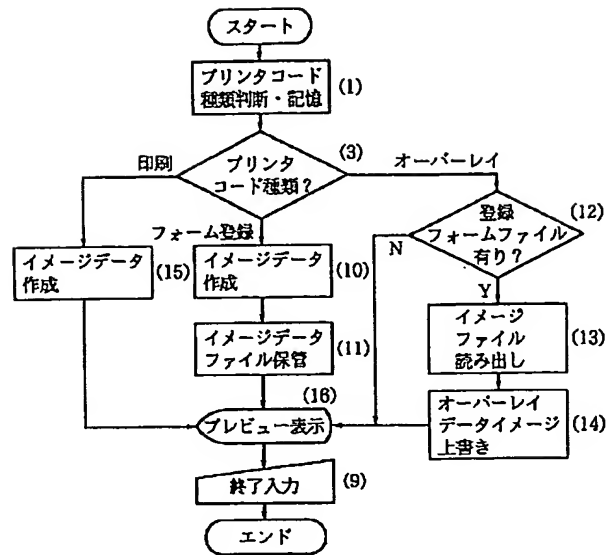 スタート
プリンタコード
種類判断・記憶
(1)
プリンタ
コード種類?
(3)
印刷
オーバーレイ
フォーム登録
登録
フォームファイル
有り?
(12)
N
Y
イメージデータ
作成
(15)
イメージデータ
作成
(10)
イメージ
ファイル
読み出し
(13)
イメージデータ
ファイル保管
(11)
オーバーレイ
データイメージ
上書き
(14)
(16)
プレビュー表示
終了入力
(9)
エンド